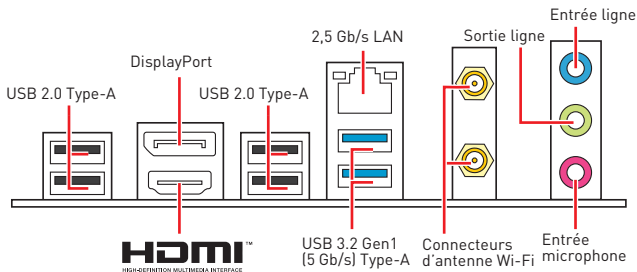 Entrée ligne
2,5 Gb/s LAN
Sortie ligne
DisplayPort
USB 2.0 Type-A
USB 2.0 Type-A
HDMI™
HIGH-DEFINITION MULTIMEDIA INTERFACE
USB 3.2 Gen1
(5 Gb/s) Type-A
Connecteurs
d'antenne Wi-Fi
Entrée
microphone